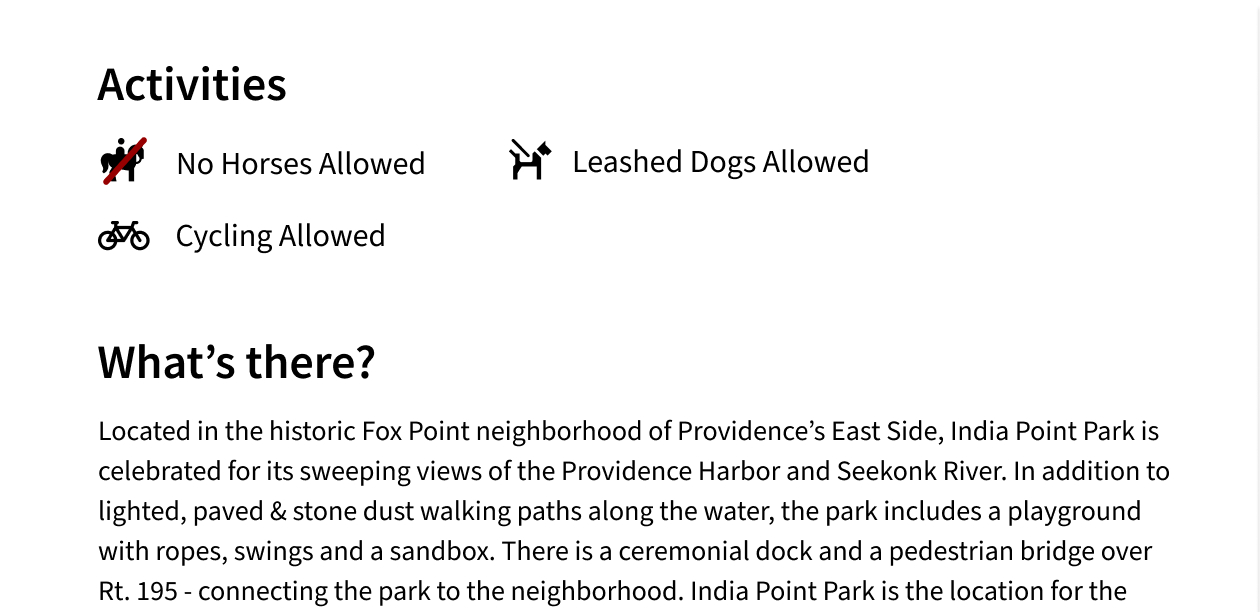 Activities
No Horses Allowed
Leashed Dogs Allowed
Cycling Allowed
What’s there?
Located in the historic Fox Point neighborhood of Providence’s East Side, India Point Park is
celebrated for its sweeping views of the Providence Harbor and Seekonk River. In addition to
lighted, paved & stone dust walking paths along the water, the park includes a playground
with ropes, swings and a sandbox. There is a ceremonial dock and a pedestrian bridge over
Rt. 195 - connecting the park to the neighborhood. India Point Park is the location for the